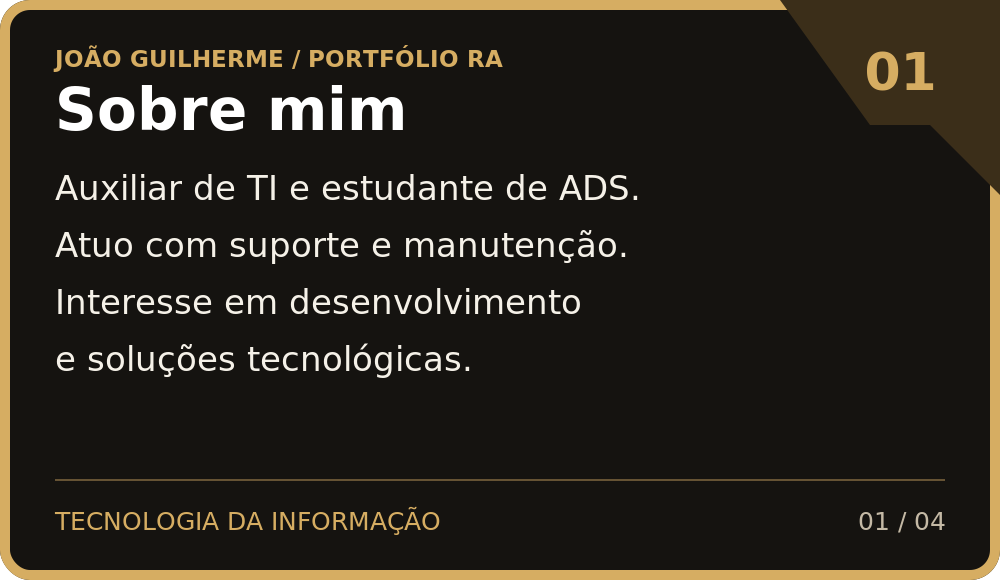 JOÃO GUILHERME / PORTFÓLIO RA
01
Sobre mim
Auxiliar de TI e estudante de ADS.
Atuo com suporte e manutenção.
Interesse em desenvolvimento
e soluções tecnológicas.
TECNOLOGIA DA INFORMAÇÃO
01 / 04